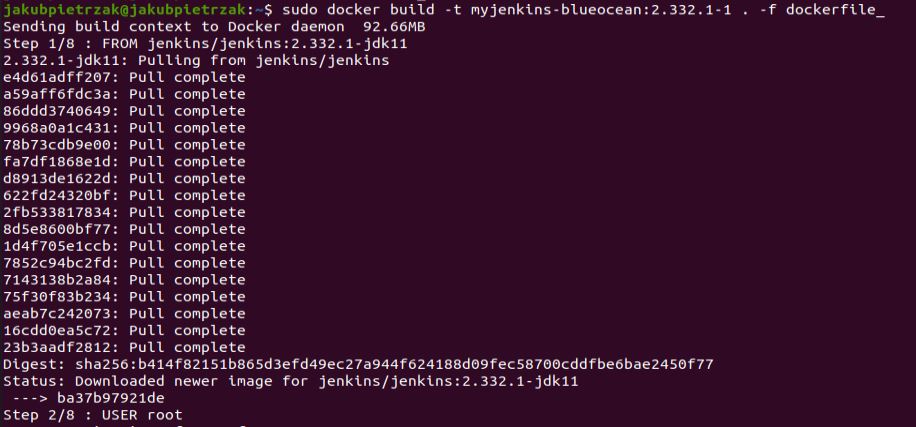 jakubpietrzak@jakubpietrzak:~$ sudo docker build -t myjenkins-blueocean:2.332.1-1 . -f dockerfile_
Sending build context to Docker daemon  92.66MB
Step 1/8 : FROM jenkins/jenkins:2.332.1-jdk11
2.332.1-jdk11: Pulling from jenkins/jenkins
e4d61adff207: Pull complete
a59aff6fdc3a: Pull complete
86ddd3740649: Pull complete
9968a0a1c431: Pull complete
78b73cdb9e00: Pull complete
fa7df1868e1d: Pull complete
d8913de1622d: Pull complete
622fd24320bf: Pull complete
2fb533817834: Pull complete
8d5e8600bf77: Pull complete
1d4f705e1ccb: Pull complete
7852c94bc2fd: Pull complete
7143138b2a84: Pull complete
75f30f83b234: Pull complete
aeab7c242073: Pull complete
16cdd0ea5c72: Pull complete
23b3aadf2812: Pull complete
Digest: sha256:b414f82151b865d3efd49ec27a944f624188d09fec58700cddfbe6bae2450f77
Status: Downloaded newer image for jenkins/jenkins:2.332.1-jdk11
 ---> ba37b97921de
Step 2/8 : USER root